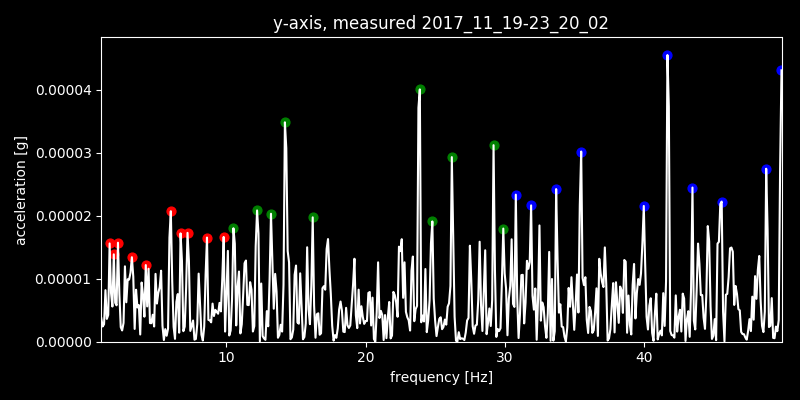 y-axis, measured 2017_11_19-23_20_02
acceleration [g]
0.00004
0.00003
0.00002
0.00001
0.00000
10 20 30 40
frequency [Hz]